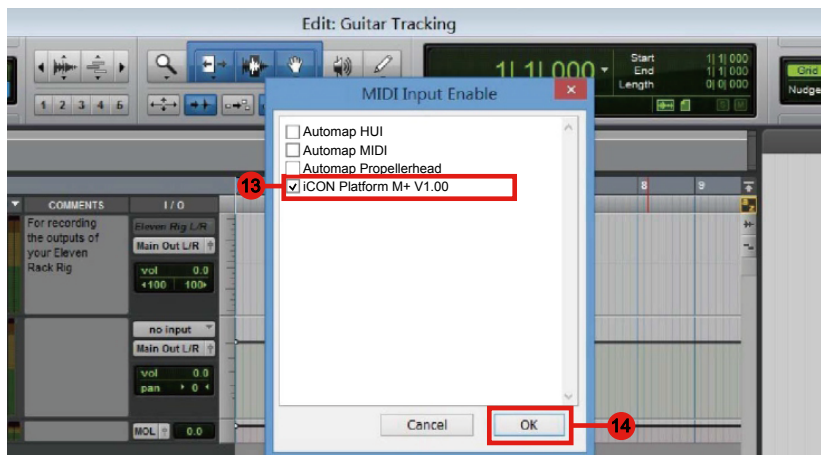 Edit: Guitar Tracking
1| 1| 000
Start 1| 1| 000
End 1| 1| 000
Length 0| 0| 000
Grid
Nudge
1 2 3 4 5
MIDI Input Enable
Automap HUI
Automap MIDI
Automap Propellerhead
13
iCON Platform M+ V1.00
8 9
COMMENTS I / O
For recording
the outputs of
your Eleven
Rack Rig
Eleven Rig L/R
Main Out L/R
vol 0.0
100 100
no input
Main Out L/R
vol 0.0
pan 0
Cancel OK
14
MOL 0.0